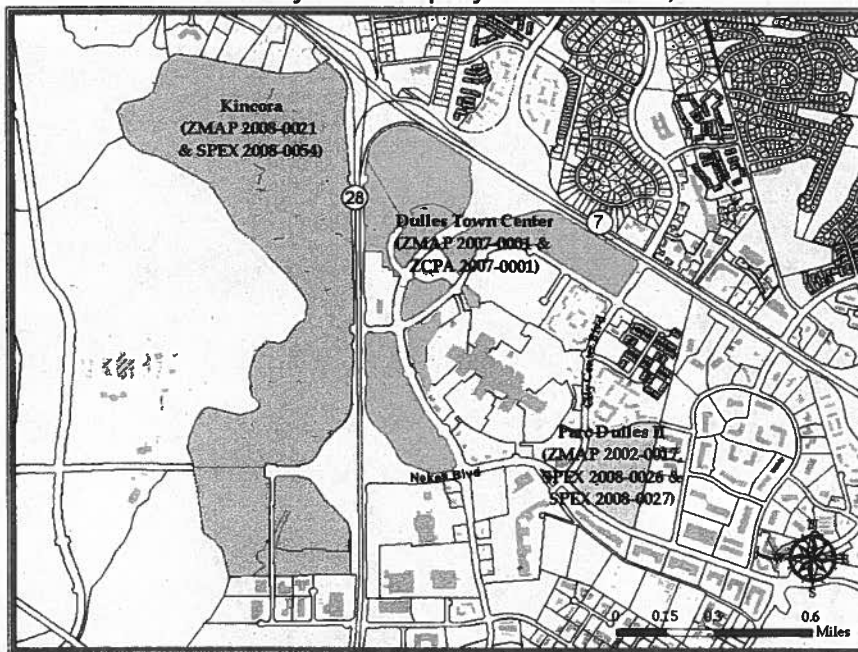 Kincora
(ZMAP 2008-0021
& SPEX 2008-0054)
28
7
Dulles Town Center
(ZMAP 2007-0001 &
ZCPA 2007-0001)
Parc Dulles II
(ZMAP 2002-0017,
SPEX 2008-0026 &
SPEX 2008-0027)
Nokes Blvd
N
S
0 0.15 0.3 0.6
Miles